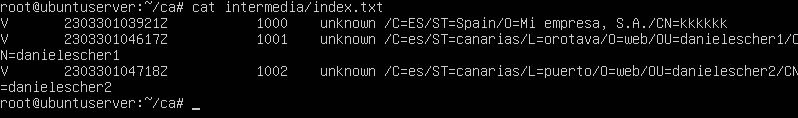 root@ubuntuserver:~/ca# cat intermedia/index.txt
V       230330103921Z           1000    unknown /C=ES/ST=Spain/O=Mi empresa, S.A./CN=kkkkkk
V       230330104617Z           1001    unknown /C=es/ST=canarias/L=orotava/O=web/OU=danielescher1/C
N=danielescher1
V       230330104718Z           1002    unknown /C=es/ST=canarias/L=puerto/O=web/OU=danielescher2/CN
=danielescher2
root@ubuntuserver:~/ca# _